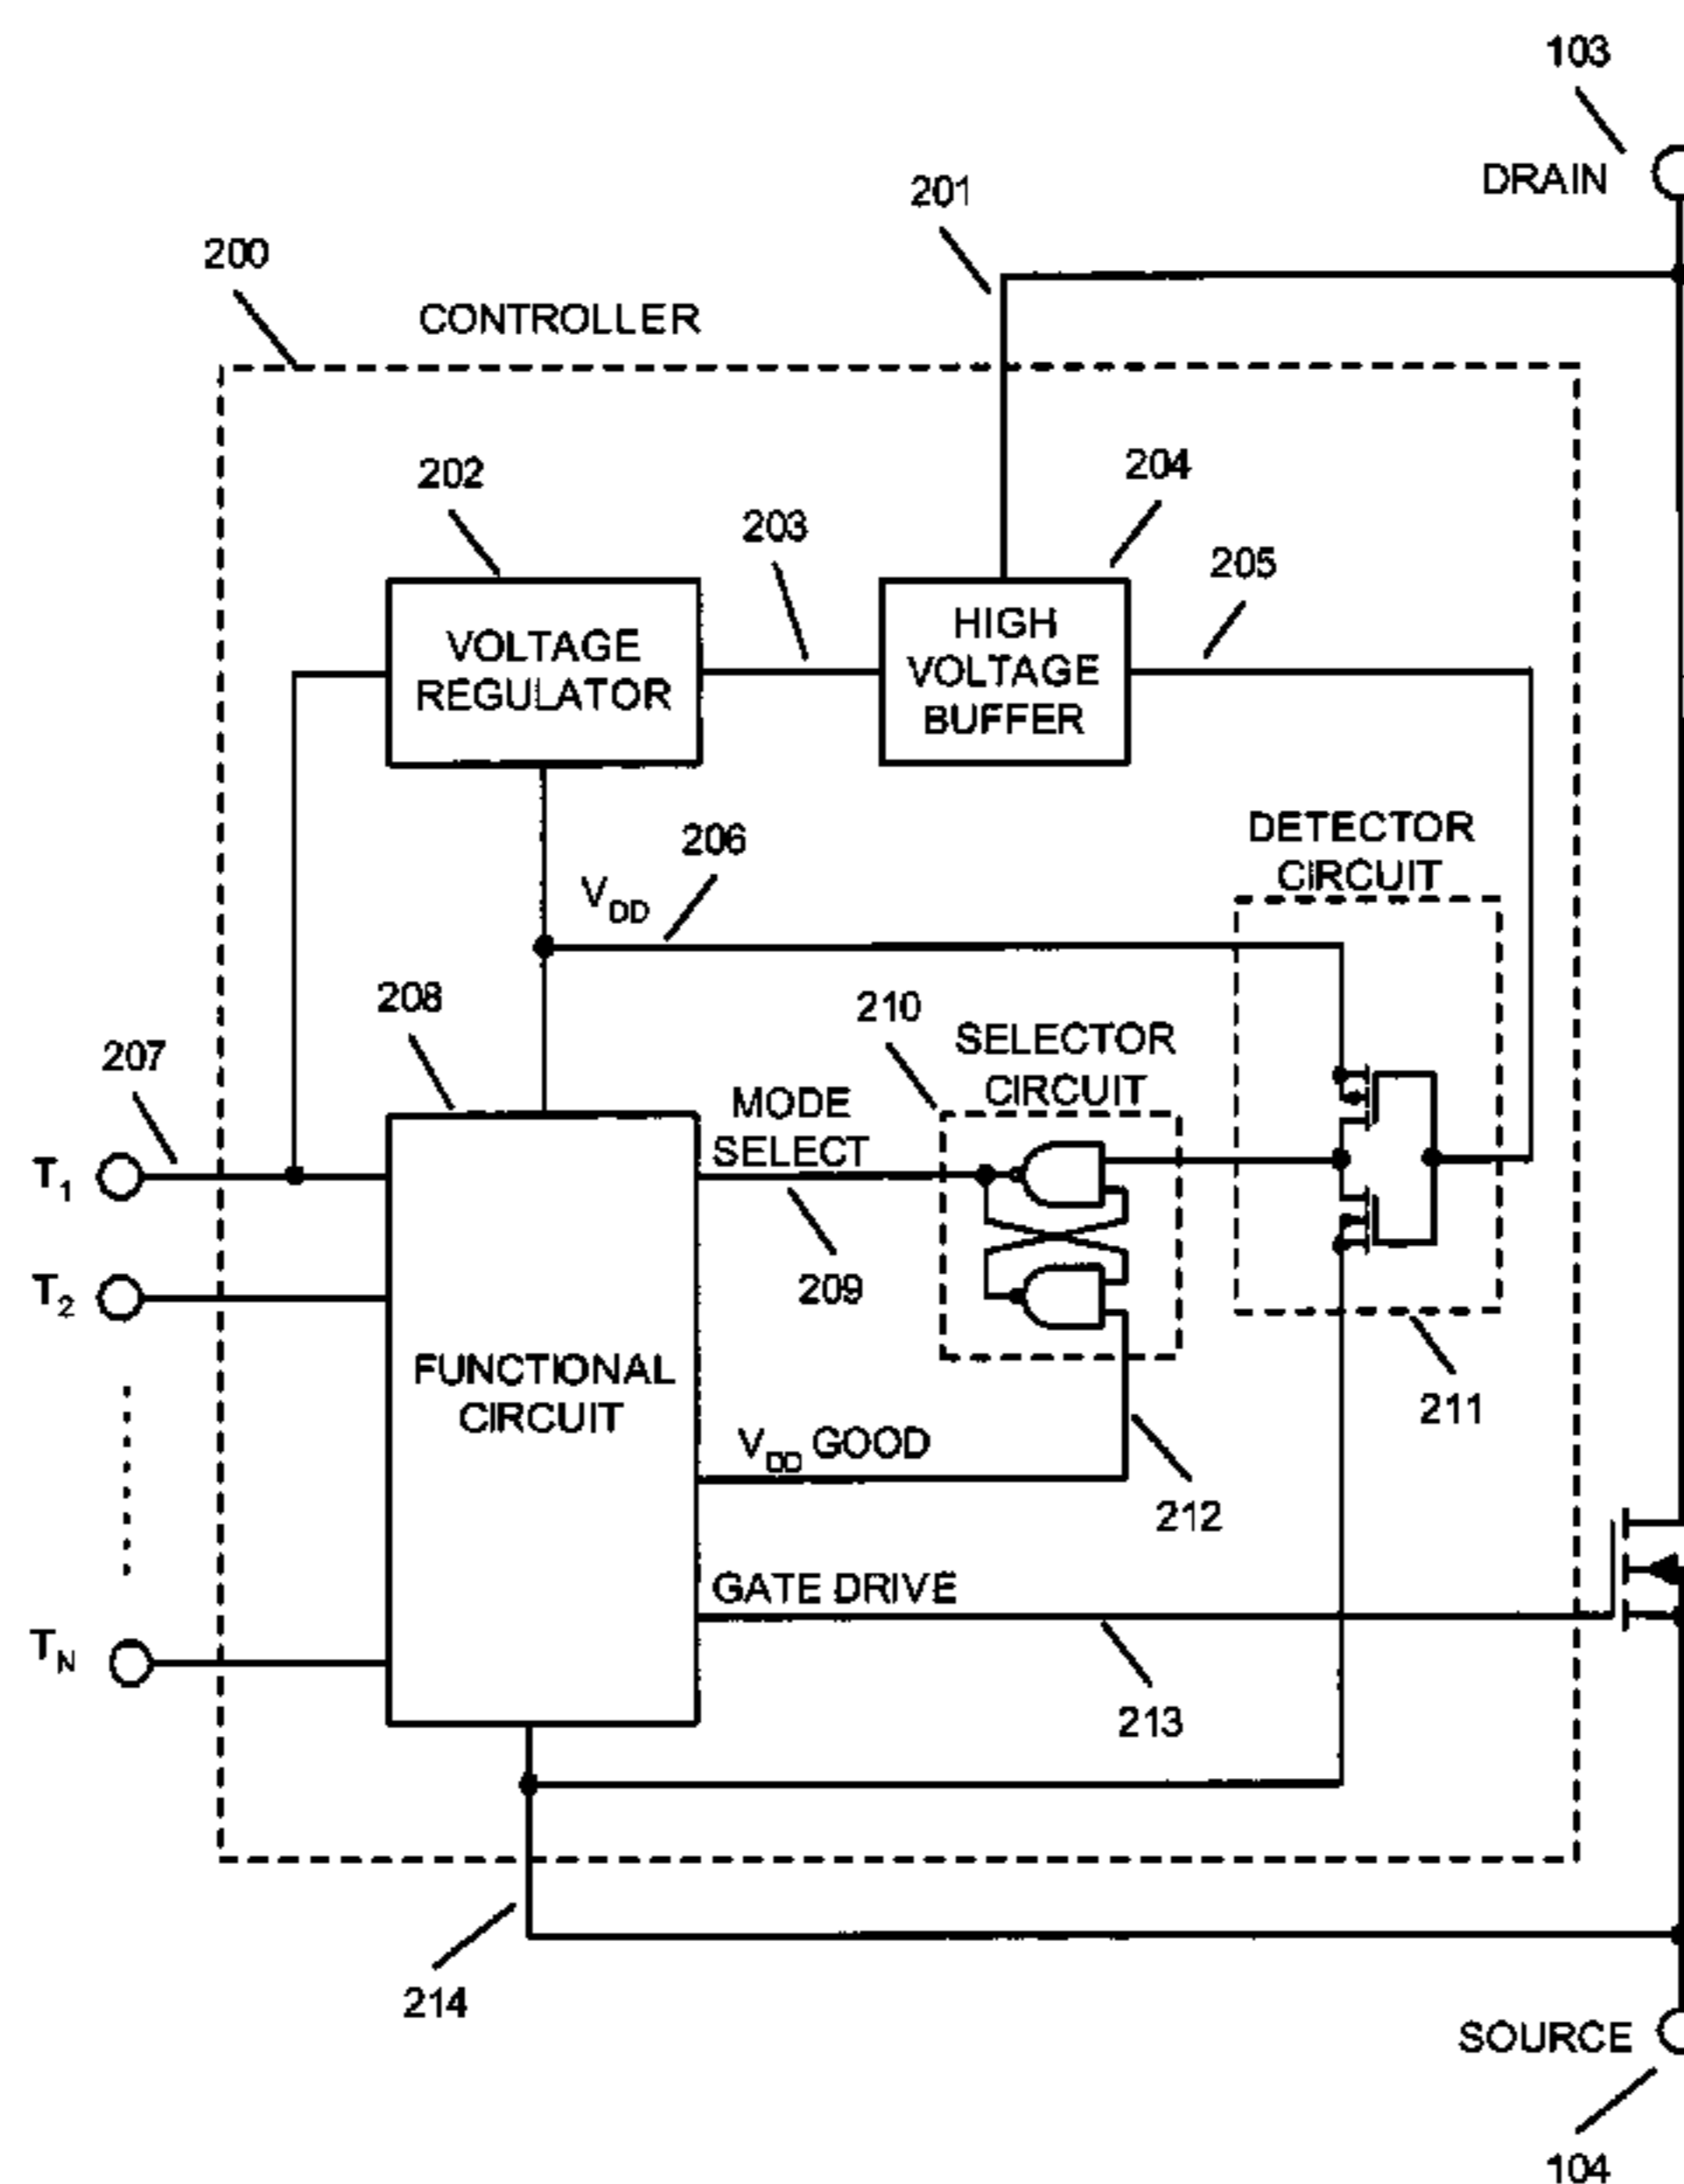 103
DRAIN
201
200
CONTROLLER
202
203
204
205
VOLTAGE
REGULATOR
HIGH
VOLTAGE
BUFFER
206
VDD
DETECTOR
CIRCUIT
208
210
SELECTOR
CIRCUIT
207
MODE
SELECT
T1
209
T2
FUNCTIONAL
CIRCUIT
211
VDD GOOD
212
GATE DRIVE
TN
213
214
SOURCE
104